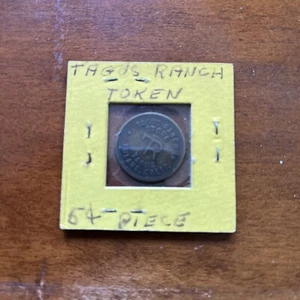 TAGUS RANCH
TOKEN
5¢ PIECE